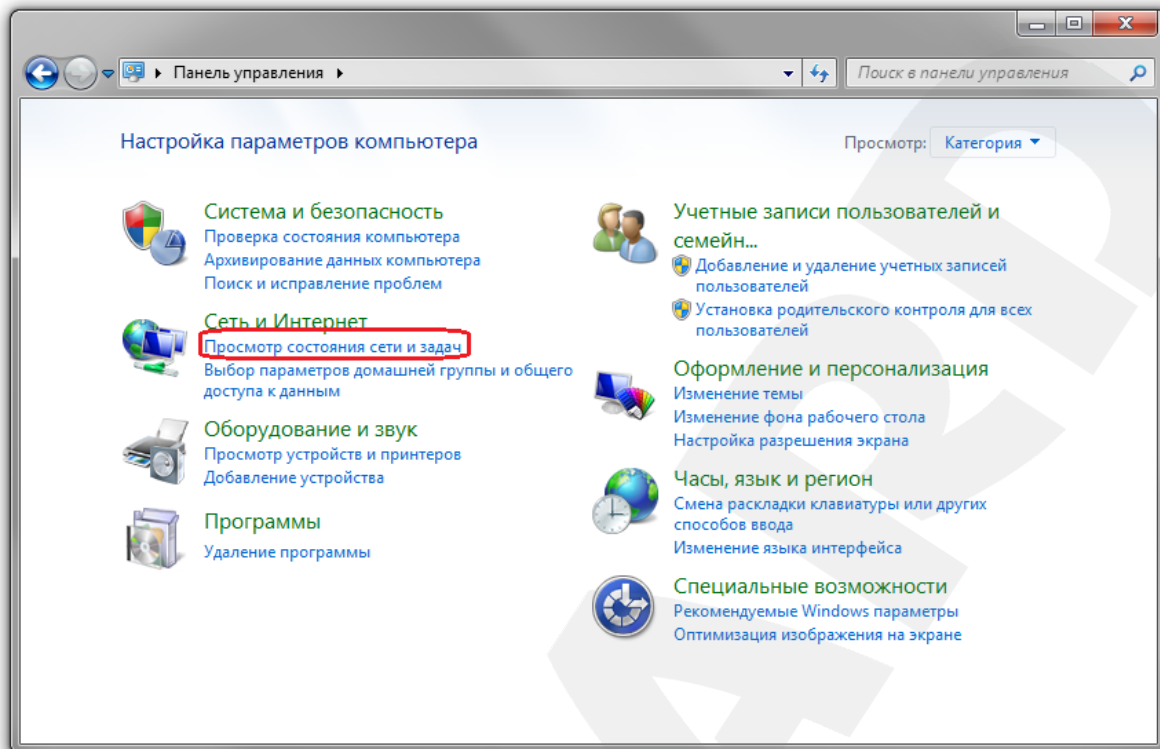 Панель управления
Поиск в панели управления
Настройка параметров компьютера
Просмотр: Категория
Система и безопасность
Проверка состояния компьютера
Архивирование данных компьютера
Поиск и исправление проблем
Сеть и Интернет
Просмотр состояния сети и задач
Выбор параметров домашней группы и общего
доступа к данным
Оборудование и звук
Просмотр устройств и принтеров
Добавление устройства
Программы
Удаление программы
Учетные записи пользователей и
семейн...
Добавление и удаление учетных записей
пользователей
Установка родительского контроля для всех
пользователей
Оформление и персонализация
Изменение темы
Изменение фона рабочего стола
Настройка разрешения экрана
Часы, язык и регион
Смена раскладки клавиатуры или других
способов ввода
Изменение языка интерфейса
Специальные возможности
Рекомендуемые Windows параметры
Оптимизация изображения на экране